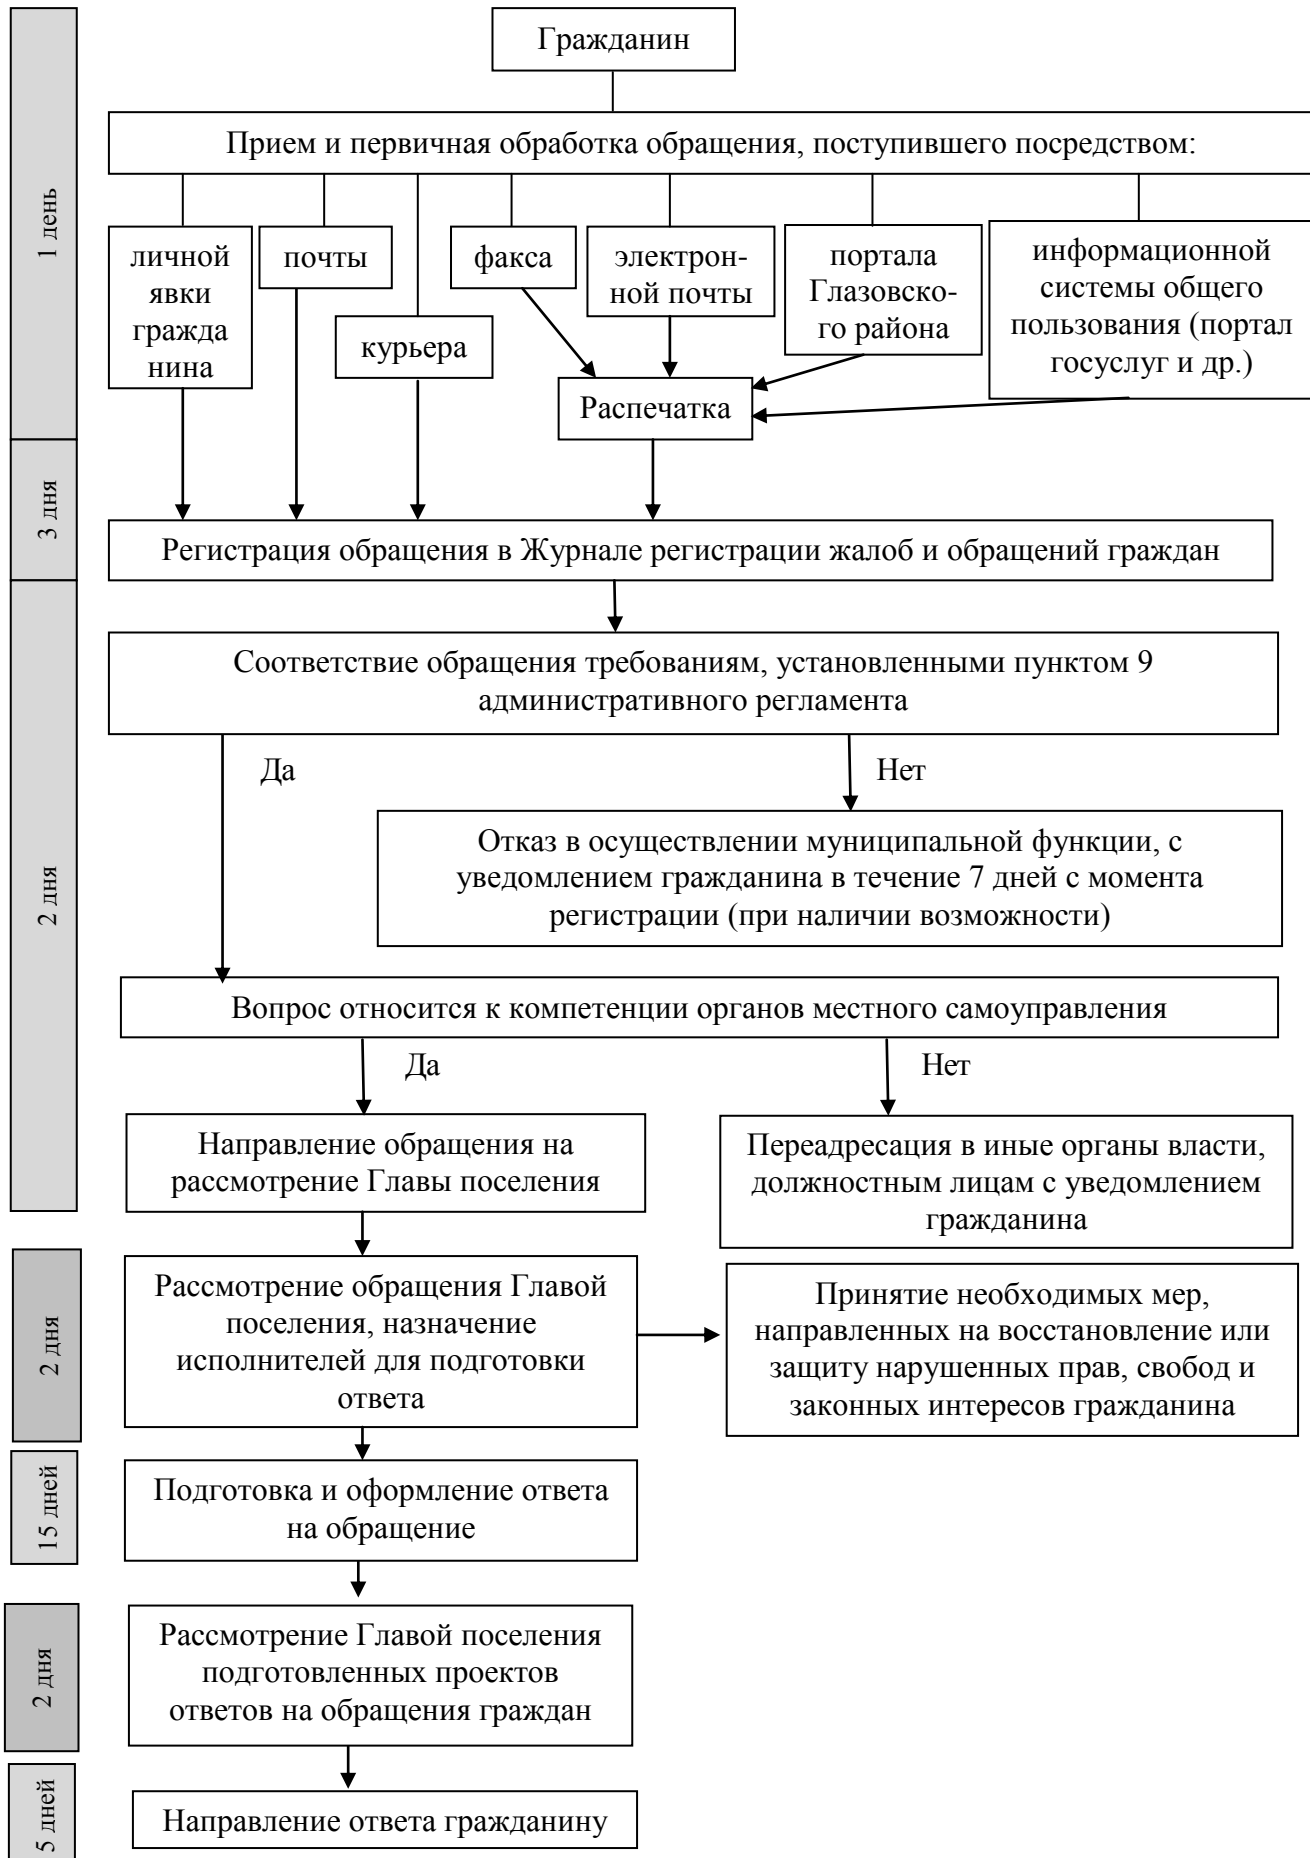 Гражданин
Прием и первичная обработка обращения, поступившего посредством:
1 день
личной
явки
гражда
нина
почты
курьера
факса
электрон-
ной почты
портала
Глазовско-
го района
информационной
системы общего
пользования (портал
госуслуг и др.)
Распечатка
3 дня
Регистрация обращения в Журнале регистрации жалоб и обращений граждан
2 дня
Соответствие обращения требованиям, установленными пунктом 9
административного регламента
Да
Нет
Отказ в осуществлении муниципальной функции, с
уведомлением гражданина в течение 7 дней с момента
регистрации (при наличии возможности)
Вопрос относится к компетенции органов местного самоуправления
Да
Нет
Направление обращения на
рассмотрение Главы поселения
Переадресация в иные органы власти,
должностным лицам с уведомлением
гражданина
2 дня
Рассмотрение обращения Главой
поселения, назначение
исполнителей для подготовки
ответа
Принятие необходимых мер,
направленных на восстановление или
защиту нарушенных прав, свобод и
законных интересов гражданина
15 дней
Подготовка и оформление ответа
на обращение
2 дня
Рассмотрение Главой поселения
подготовленных проектов
ответов на обращения граждан
5 дней
Направление ответа гражданину